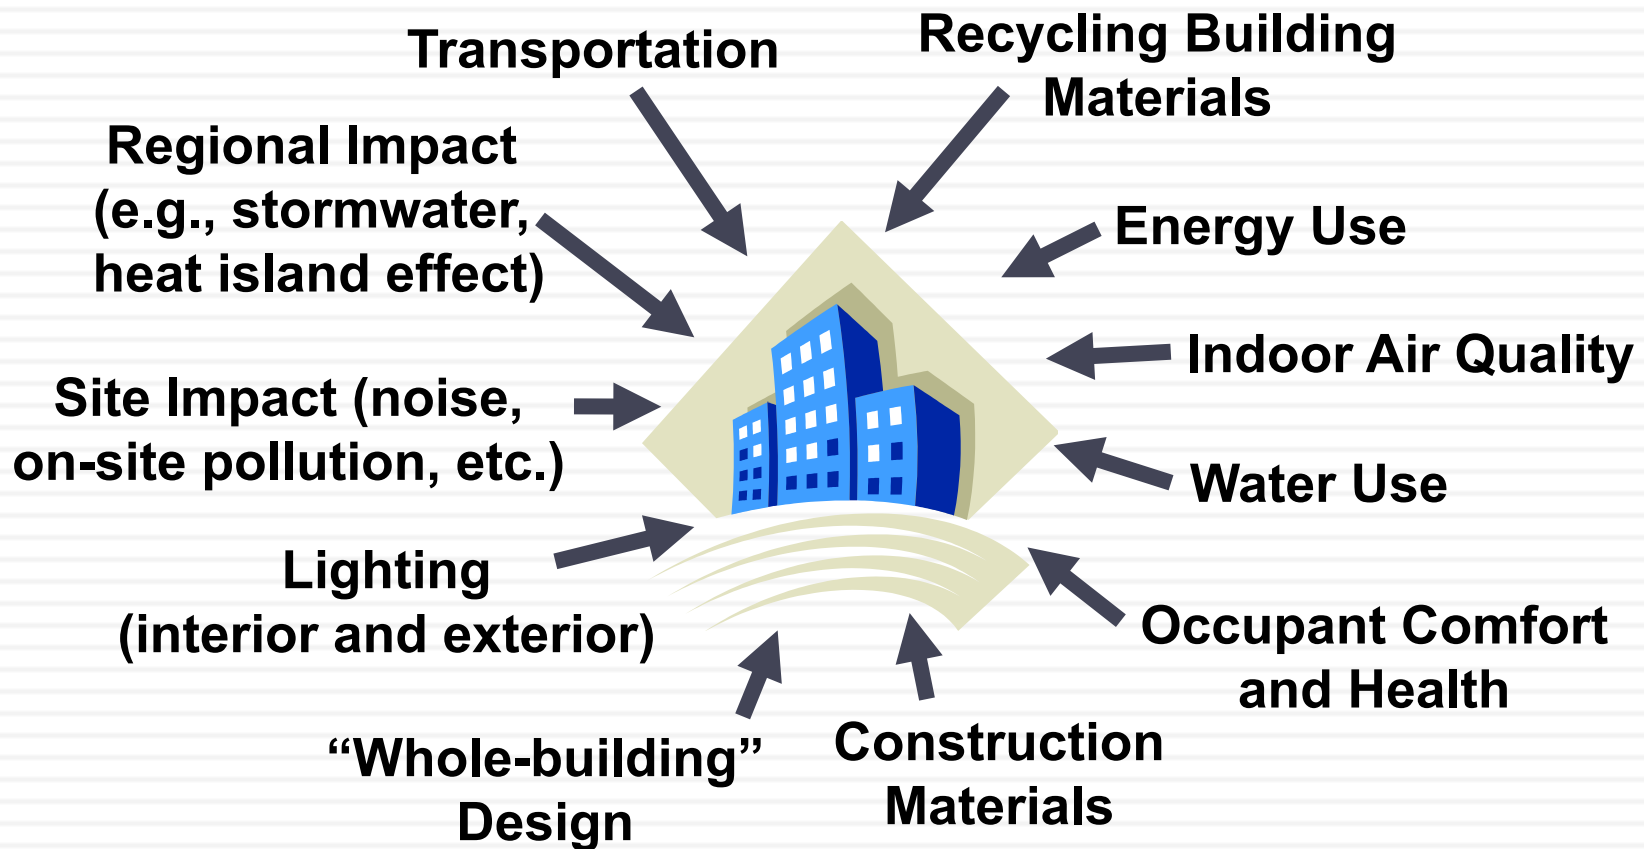 Transportation
Recycling Building
Materials
Regional Impact
(e.g., stormwater,
heat island effect)
Energy Use
Indoor Air Quality
Site Impact (noise,
on-site pollution, etc.)
Water Use
Lighting
(interior and exterior)
Occupant Comfort
and Health
“Whole-building”
Design
Construction
Materials